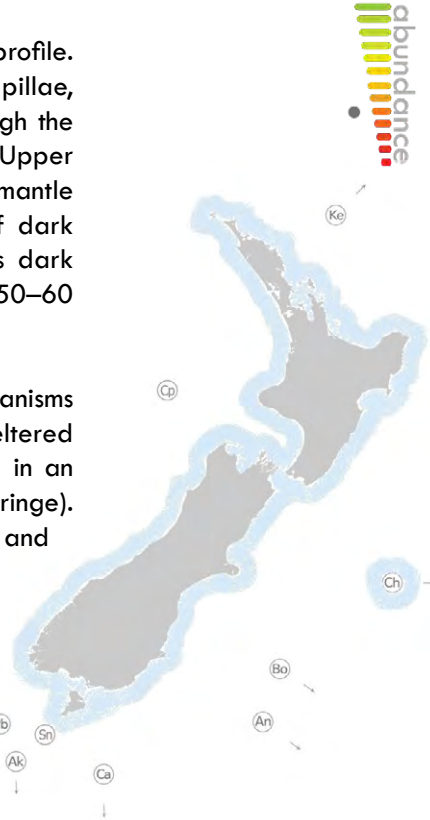 profile.
pillae,
gh the
Upper
mantle
f dark
s dark
50–60
anisms
eltered
in an
ringe).
and
abundance
Ke
Cp
Ch
Bo
An
Sn
Ak
Ca